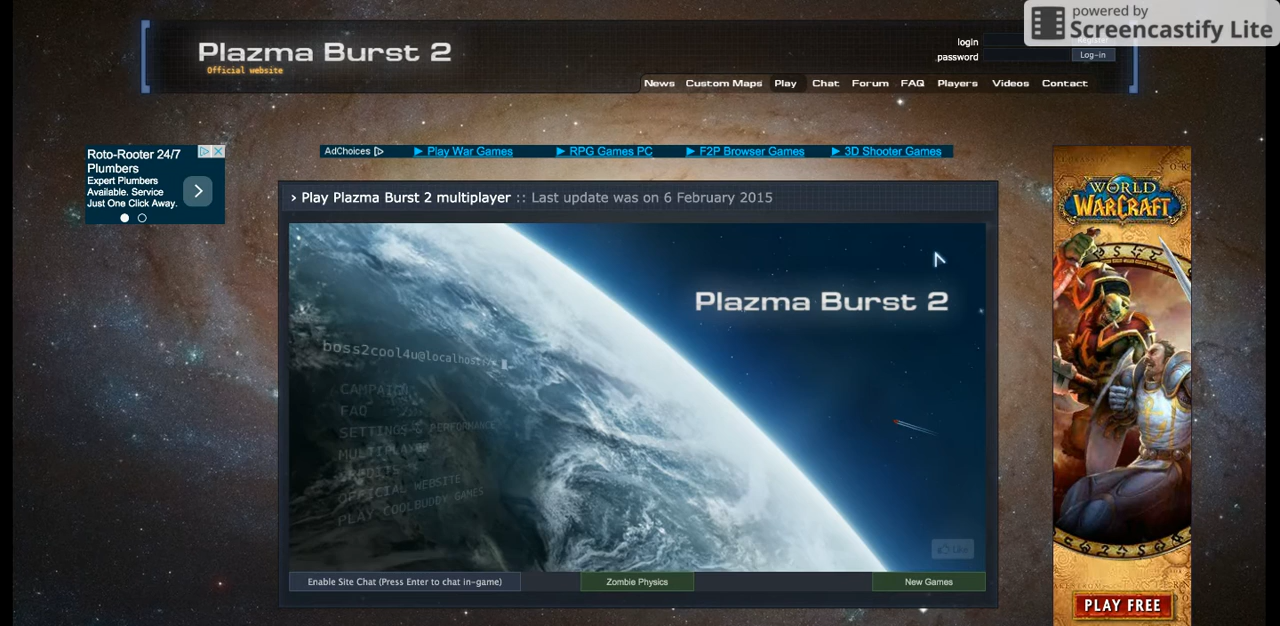 powered by
Screencastify Lite
Plazma Burst 2
Official website
login
password
Log-in
News Custom Maps Play Chat Forum FAQ Players Videos Contact
Roto-Rooter 24/7
Plumbers
Expert Plumbers
Available. Service
Just One Click Away.
AdChoices
Play War Games
RPG Games PC
F2P Browser Games
3D Shooter Games
› Play Plazma Burst 2 multiplayer :: Last update was on 6 February 2015
Plazma Burst 2
boss2cool4u@localhost:/
CAMPAIGN
FAQ
SETTINGS & PERFORMANCE
MULTIPLAYER
CREDITS
OFFICIAL WEBSITE
PLAY COOLBUDDY GAMES
Like
Enable Site Chat (Press Enter to chat in-game)
Zombie Physics
New Games
WORLD
OF
WARCRAFT
PLAY FREE